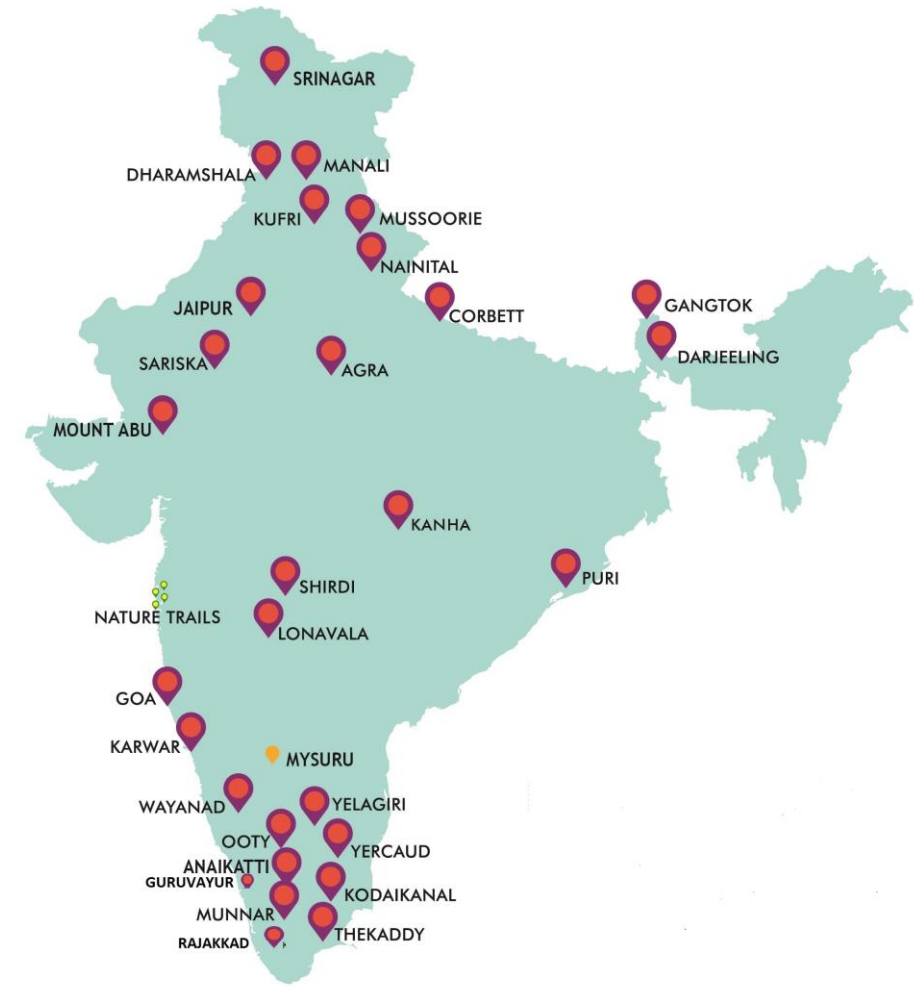 SRINAGAR
DHARAMSHALA
MANALI
KUFRI
MUSSOORIE
NAINITAL
JAIPUR
CORBETT
GANGTOK
SARISKA
AGRA
DARJEELING
MOUNT ABU
KANHA
SHIRDI
PURI
NATURE TRAILS
LONAVALA
GOA
KARWAR
MYSURU
WAYANAD
YELAGIRI
OOTY
YERCAUD
ANAIKATTI
GURUVAYUR
KODAIKANAL
MUNNAR
THEKADDY
RAJAKKAD